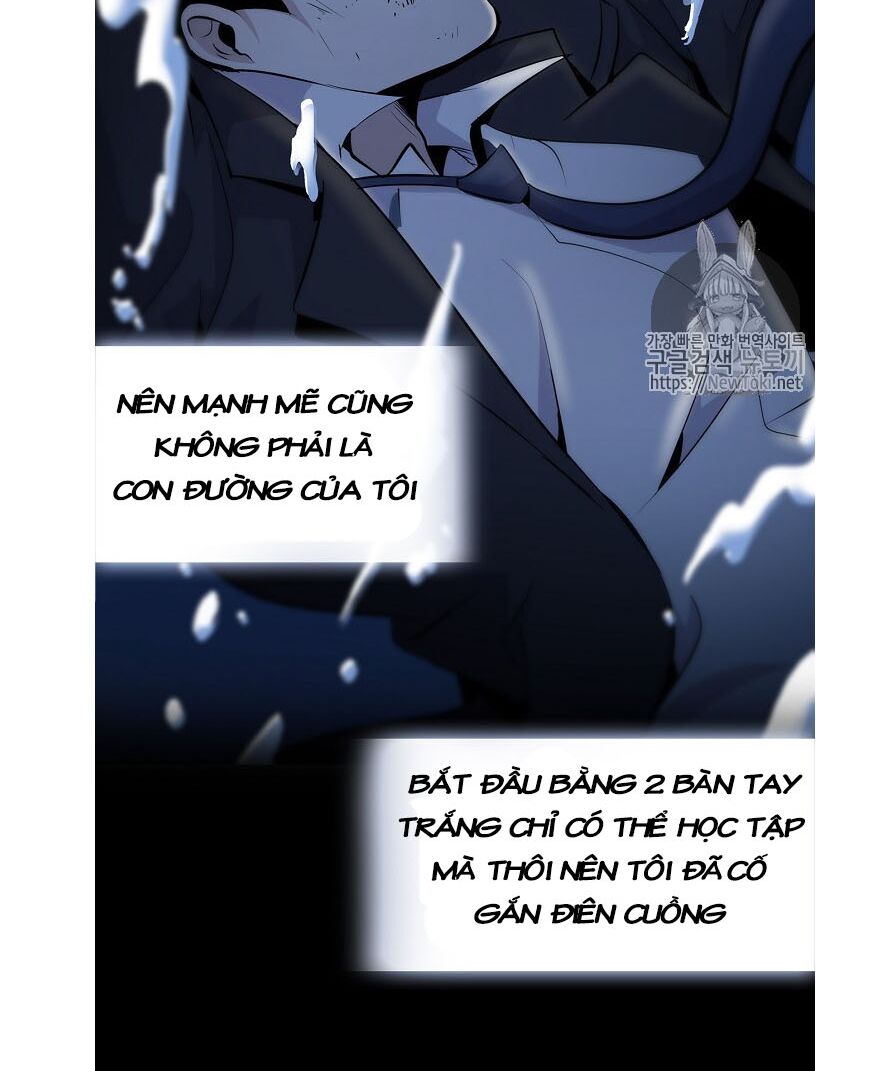 가장빠른 만화 번역사이트
구글검색 뉴토끼
https://NewToki.net
NÊN MẠNH MẼ CŨNG
KHÔNG PHẢI LÀ
CON ĐƯỜNG CỦA TÔI
BẮT ĐẦU BẰNG 2 BÀN TAY
TRẮNG CHỈ CÓ THỂ HỌC TẬP
MÀ THÔI NÊN TÔI ĐÃ CỐ
GẮN ĐIÊN CUỒNG